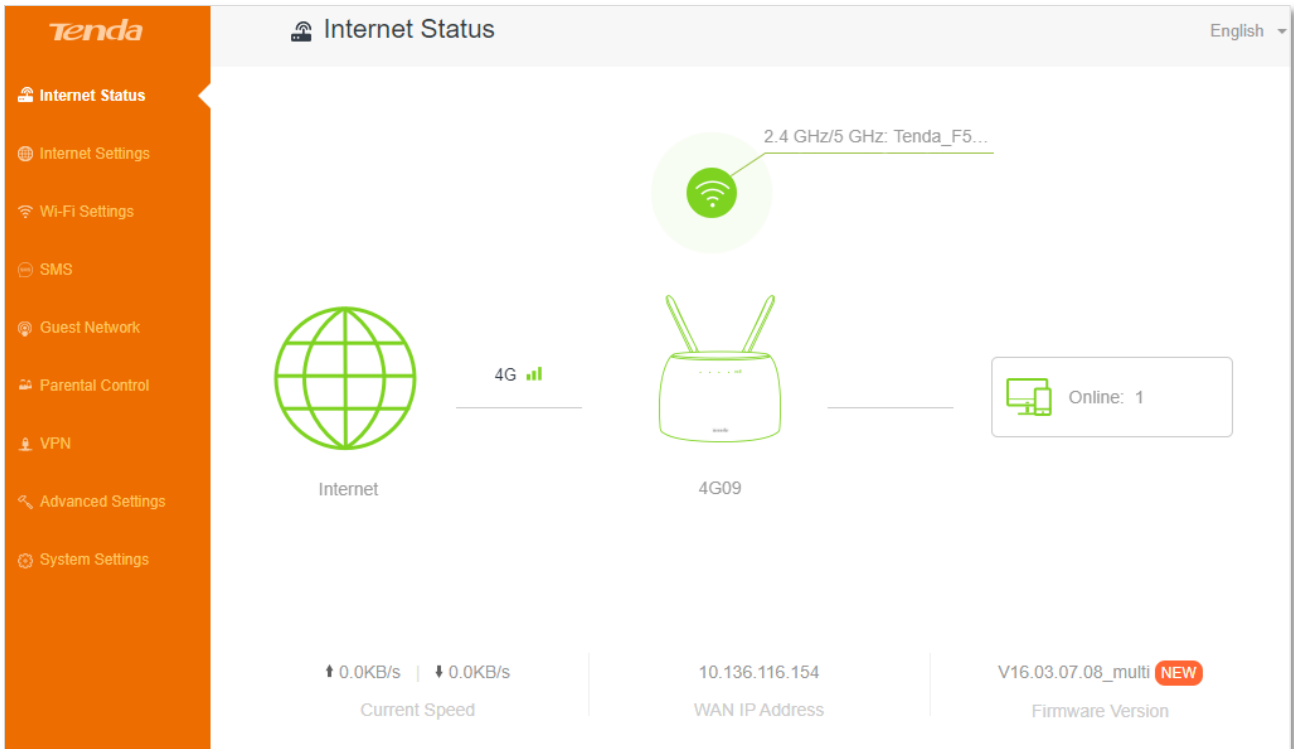 Tenda
Internet Status
English
Internet Status
Internet Settings
Wi-Fi Settings
SMS
Guest Network
Parental Control
VPN
Advanced Settings
System Settings
2.4 GHz/5 GHz: Tenda_F5...
4G
Online: 1
Internet
4G09
0.0KB/s | 0.0KB/s
Current Speed
10.136.116.154
WAN IP Address
V16.03.07.08_multi NEW
Firmware Version